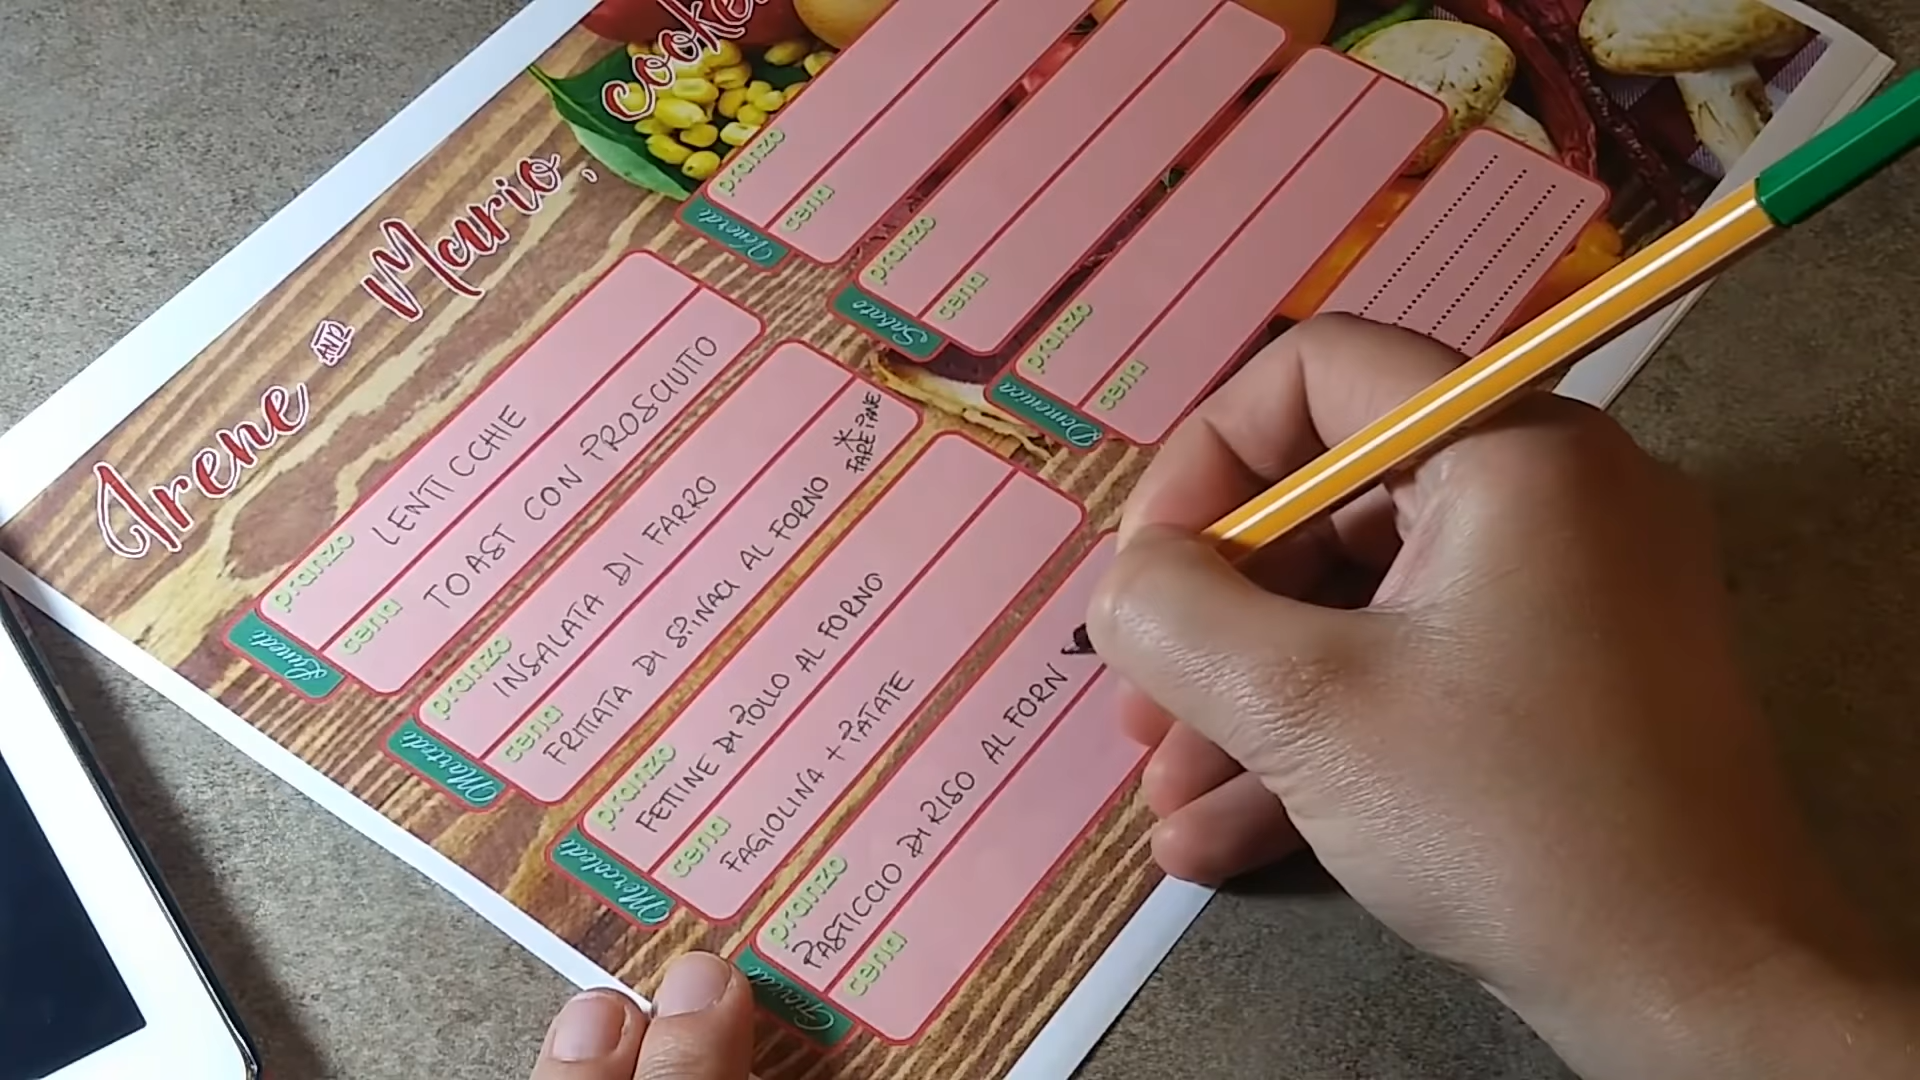 Irene AND Mario,
Lunedì
pranzo LENTICCHIE
cena TOAST CON PROSCIUTTO
Martedì
pranzo INSALATA DI FARRO
cena FRITTATA DI SPINACI AL FORNO * FARE PANE
Mercoledì
pranzo FETTINE DI POLLO AL FORNO
cena FAGIOLINA + PATATE
Giovedì
pranzo PASTICCIO DI RISO AL FORN
cena
Venerdì
pranzo
cena
Sabato
pranzo
cena
Domenica
pranzo
cena